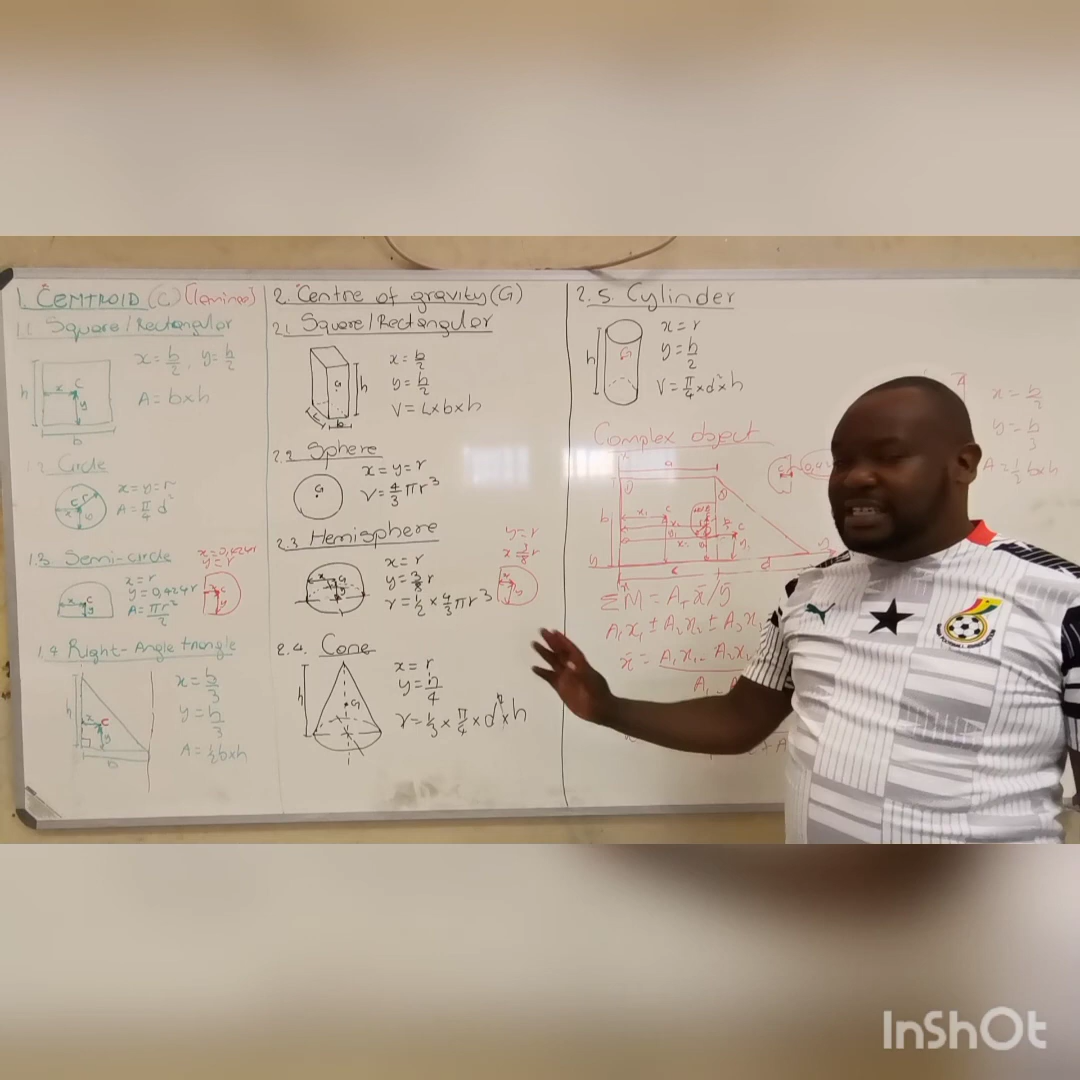 1. CENTROID (C) [lamina]
1.1 Square/Rectangular
x = b/2, y = h/2
A = b×h
h
x
C
y
b
1.2 Circle
x = y = r
A = π/4 d²
1.3 Semi-circle
x = r
y = 0,424r
A = πr²/2
x = 0,424r
y = r
1.4 Right-Angle triangle
x = b/3
y = h/3
A = ½b×h
h
x
C
y
b
2. Centre of gravity (G)
2.1 Square/Rectangular
x = b/2
y = h/2
V = L×b×h
G
h
L
b
2.2 Sphere
x = y = r
V = 4/3 πr³
G
2.3 Hemisphere
x = r
y = 3/8 r
V = ½ × 4/3 πr³
y = r
x = 3/8 r
2.4. Cone
x = r
y = h/4
V = ⅓ × π/4 × d² × h
h
G
2.5 Cylinder
x = r
y = h/2
V = π/4 × d² × h
h
G
Complex object
a
b
c
d
ΣM = A_T x̄/ȳ
A₁x₁ ± A₂x₂ ± A₃x₃
x̄ = A₁x₁ - A₂x₂
x = b/2
y = h/3
A = ½ b×h
InShOt